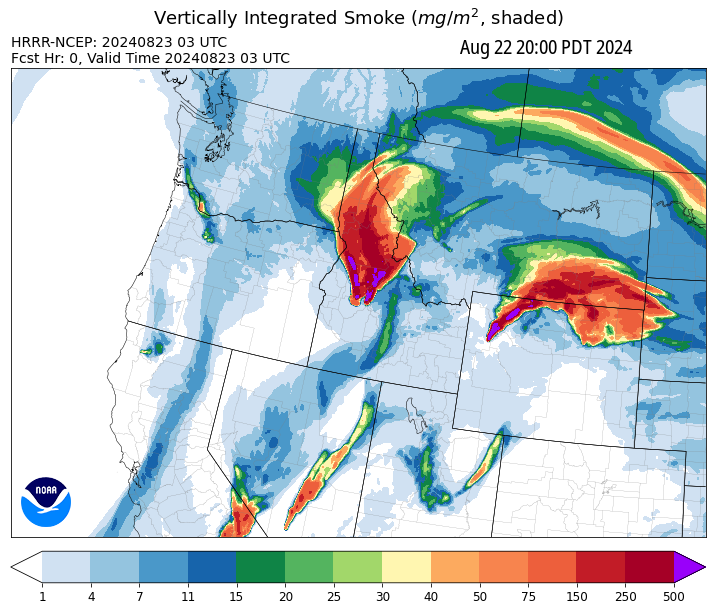 Vertically Integrated Smoke (mg/m², shaded)
HRRR-NCEP: 20240823 03 UTC
Aug 22 20:00 PDT 2024
Fcst Hr: 0, Valid Time 20240823 03 UTC
NOAA
1 4 7 11 15 20 25 30 40 50 75 150 250 500